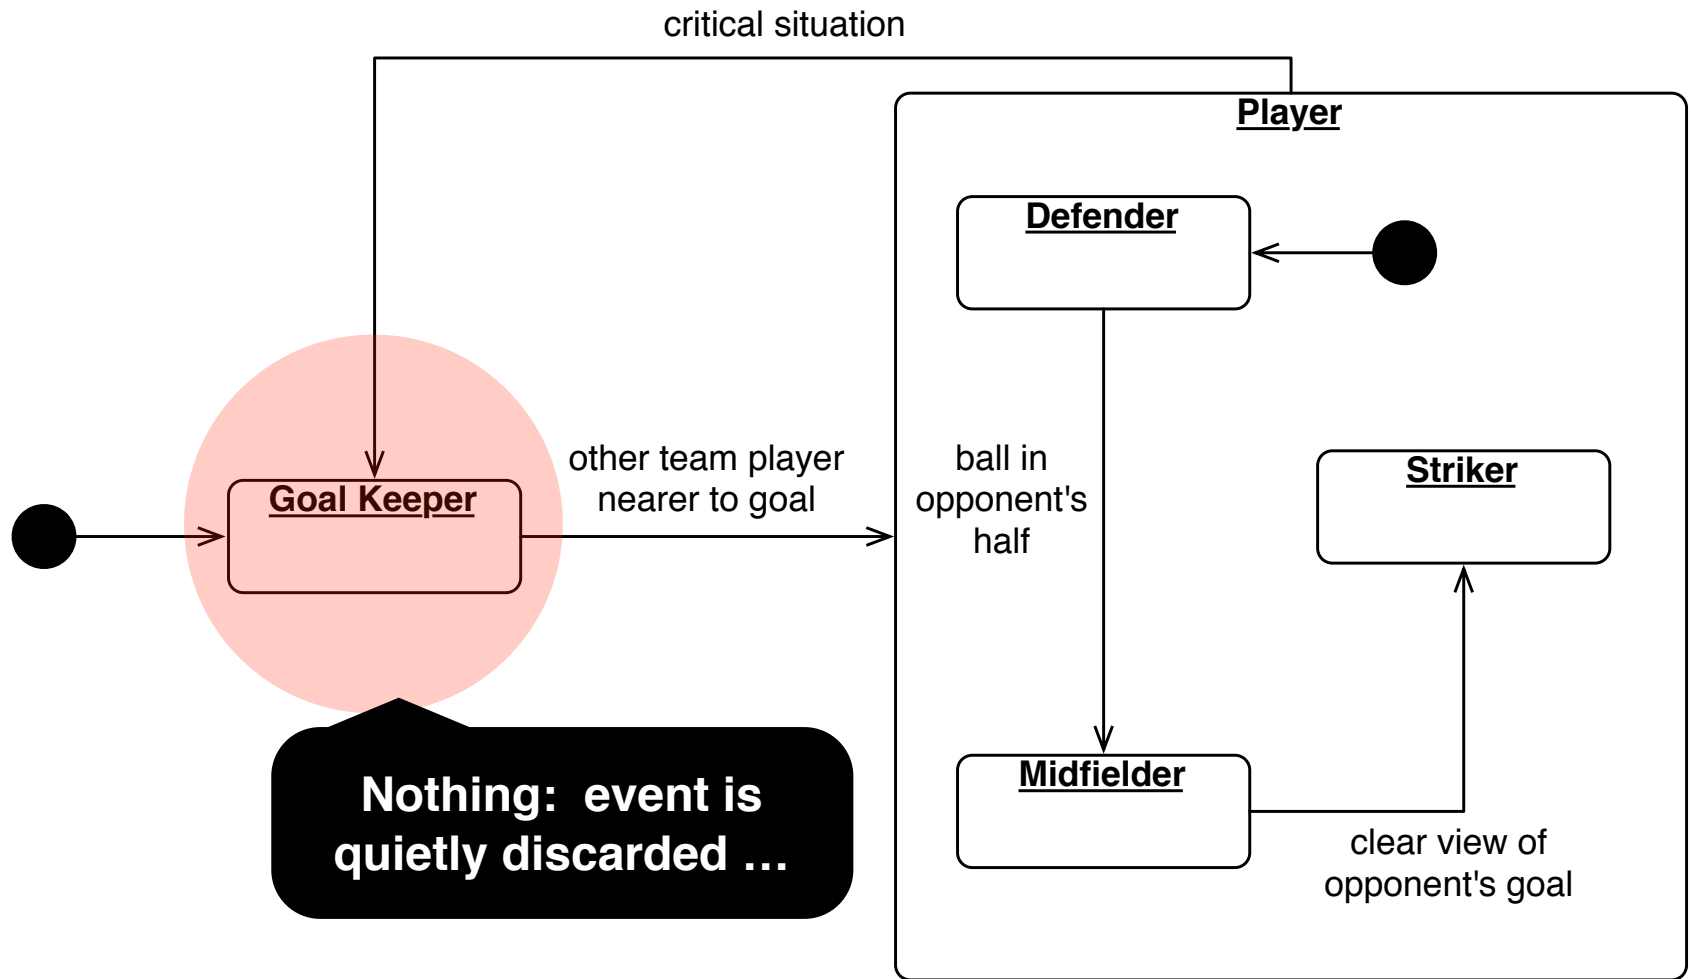 critical situation
Player
Defender
other team player
nearer to goal
ball in
opponent's
half
Striker
Goal Keeper
Midfielder
Nothing:  event is
quietly discarded …
clear view of
opponent's goal